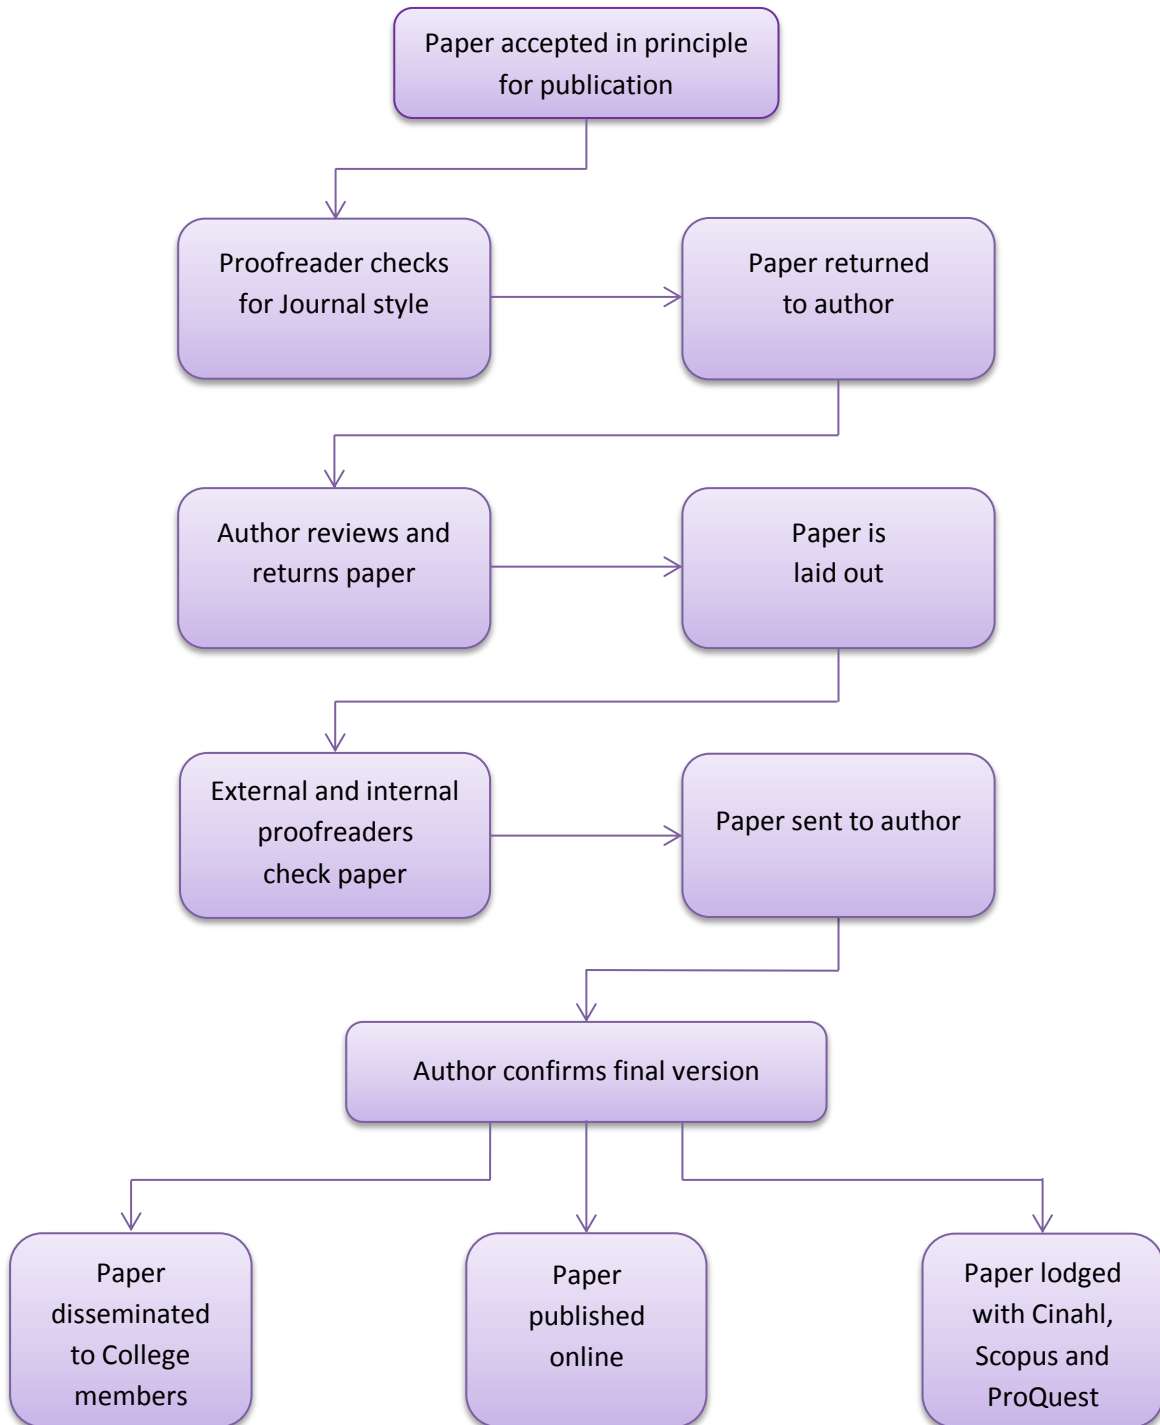 Paper accepted in principle
for publication
Proofreader checks
for Journal style
Paper returned
to author
Author reviews and
returns paper
Paper is
laid out
External and internal
proofreaders
check paper
Paper sent to author
Author confirms final version
Paper
disseminated
to College
members
Paper
published
online
Paper lodged
with Cinahl,
Scopus and
ProQuest